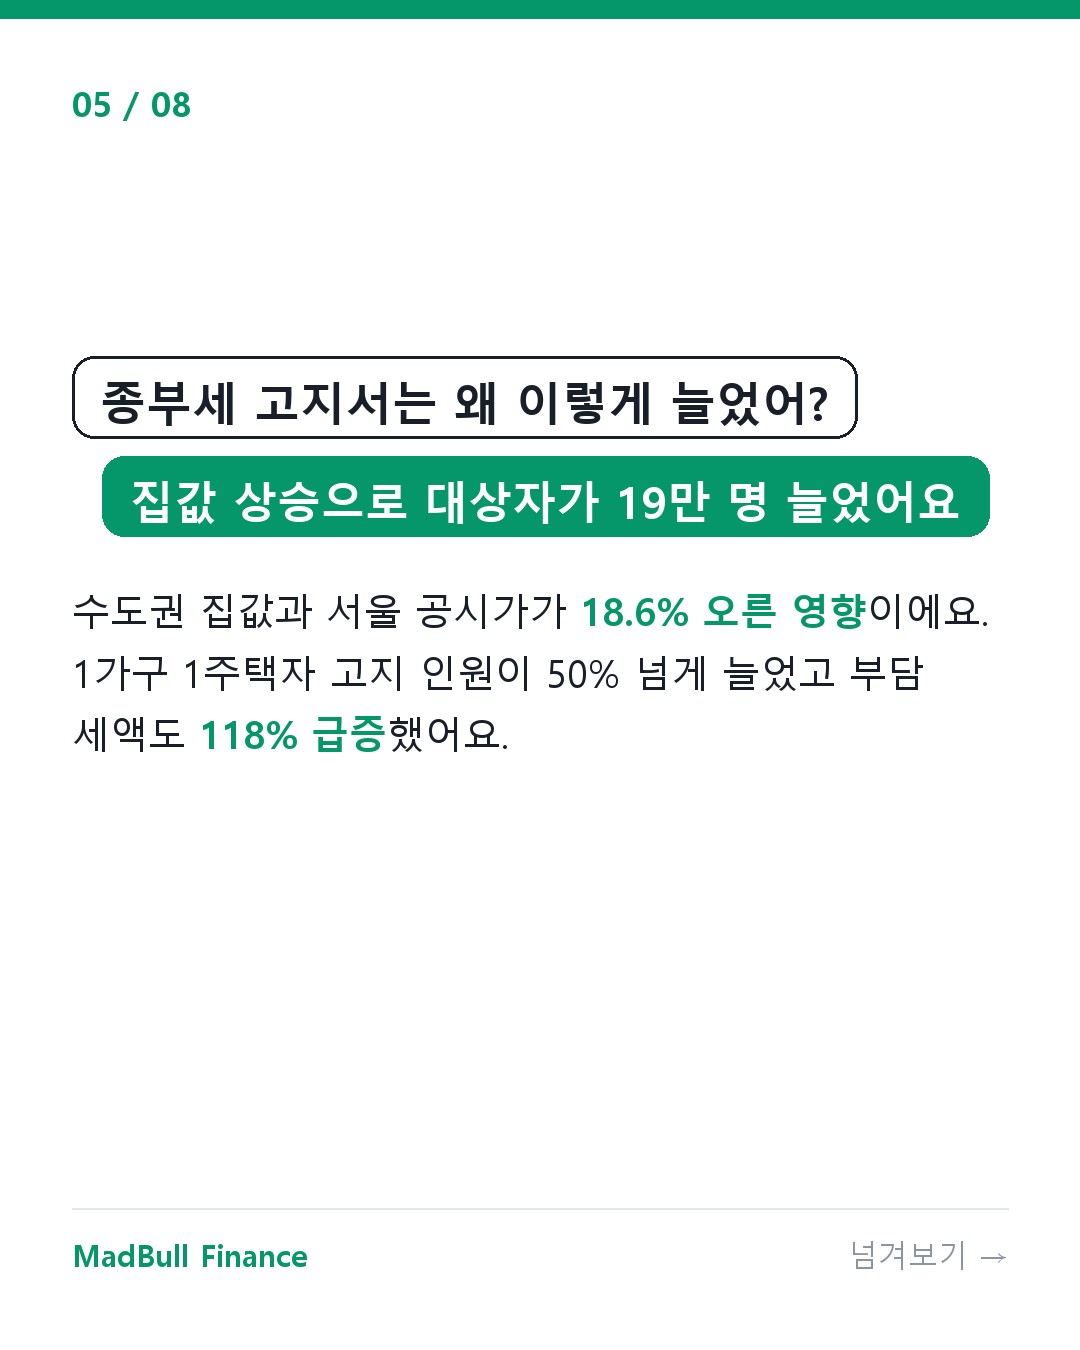 05 / 08
종부세 고지서는 왜 이렇게 늘었어?
집값 상승으로 대상자가 19만 명 늘었어요
수도권 집값과 서울 공시가가 18.6% 오른 영향이에요.
1가구 1주택자 고지 인원이 50% 넘게 늘었고 부담
세액도 118% 급증했어요.
MadBull Finance
넘겨보기 →